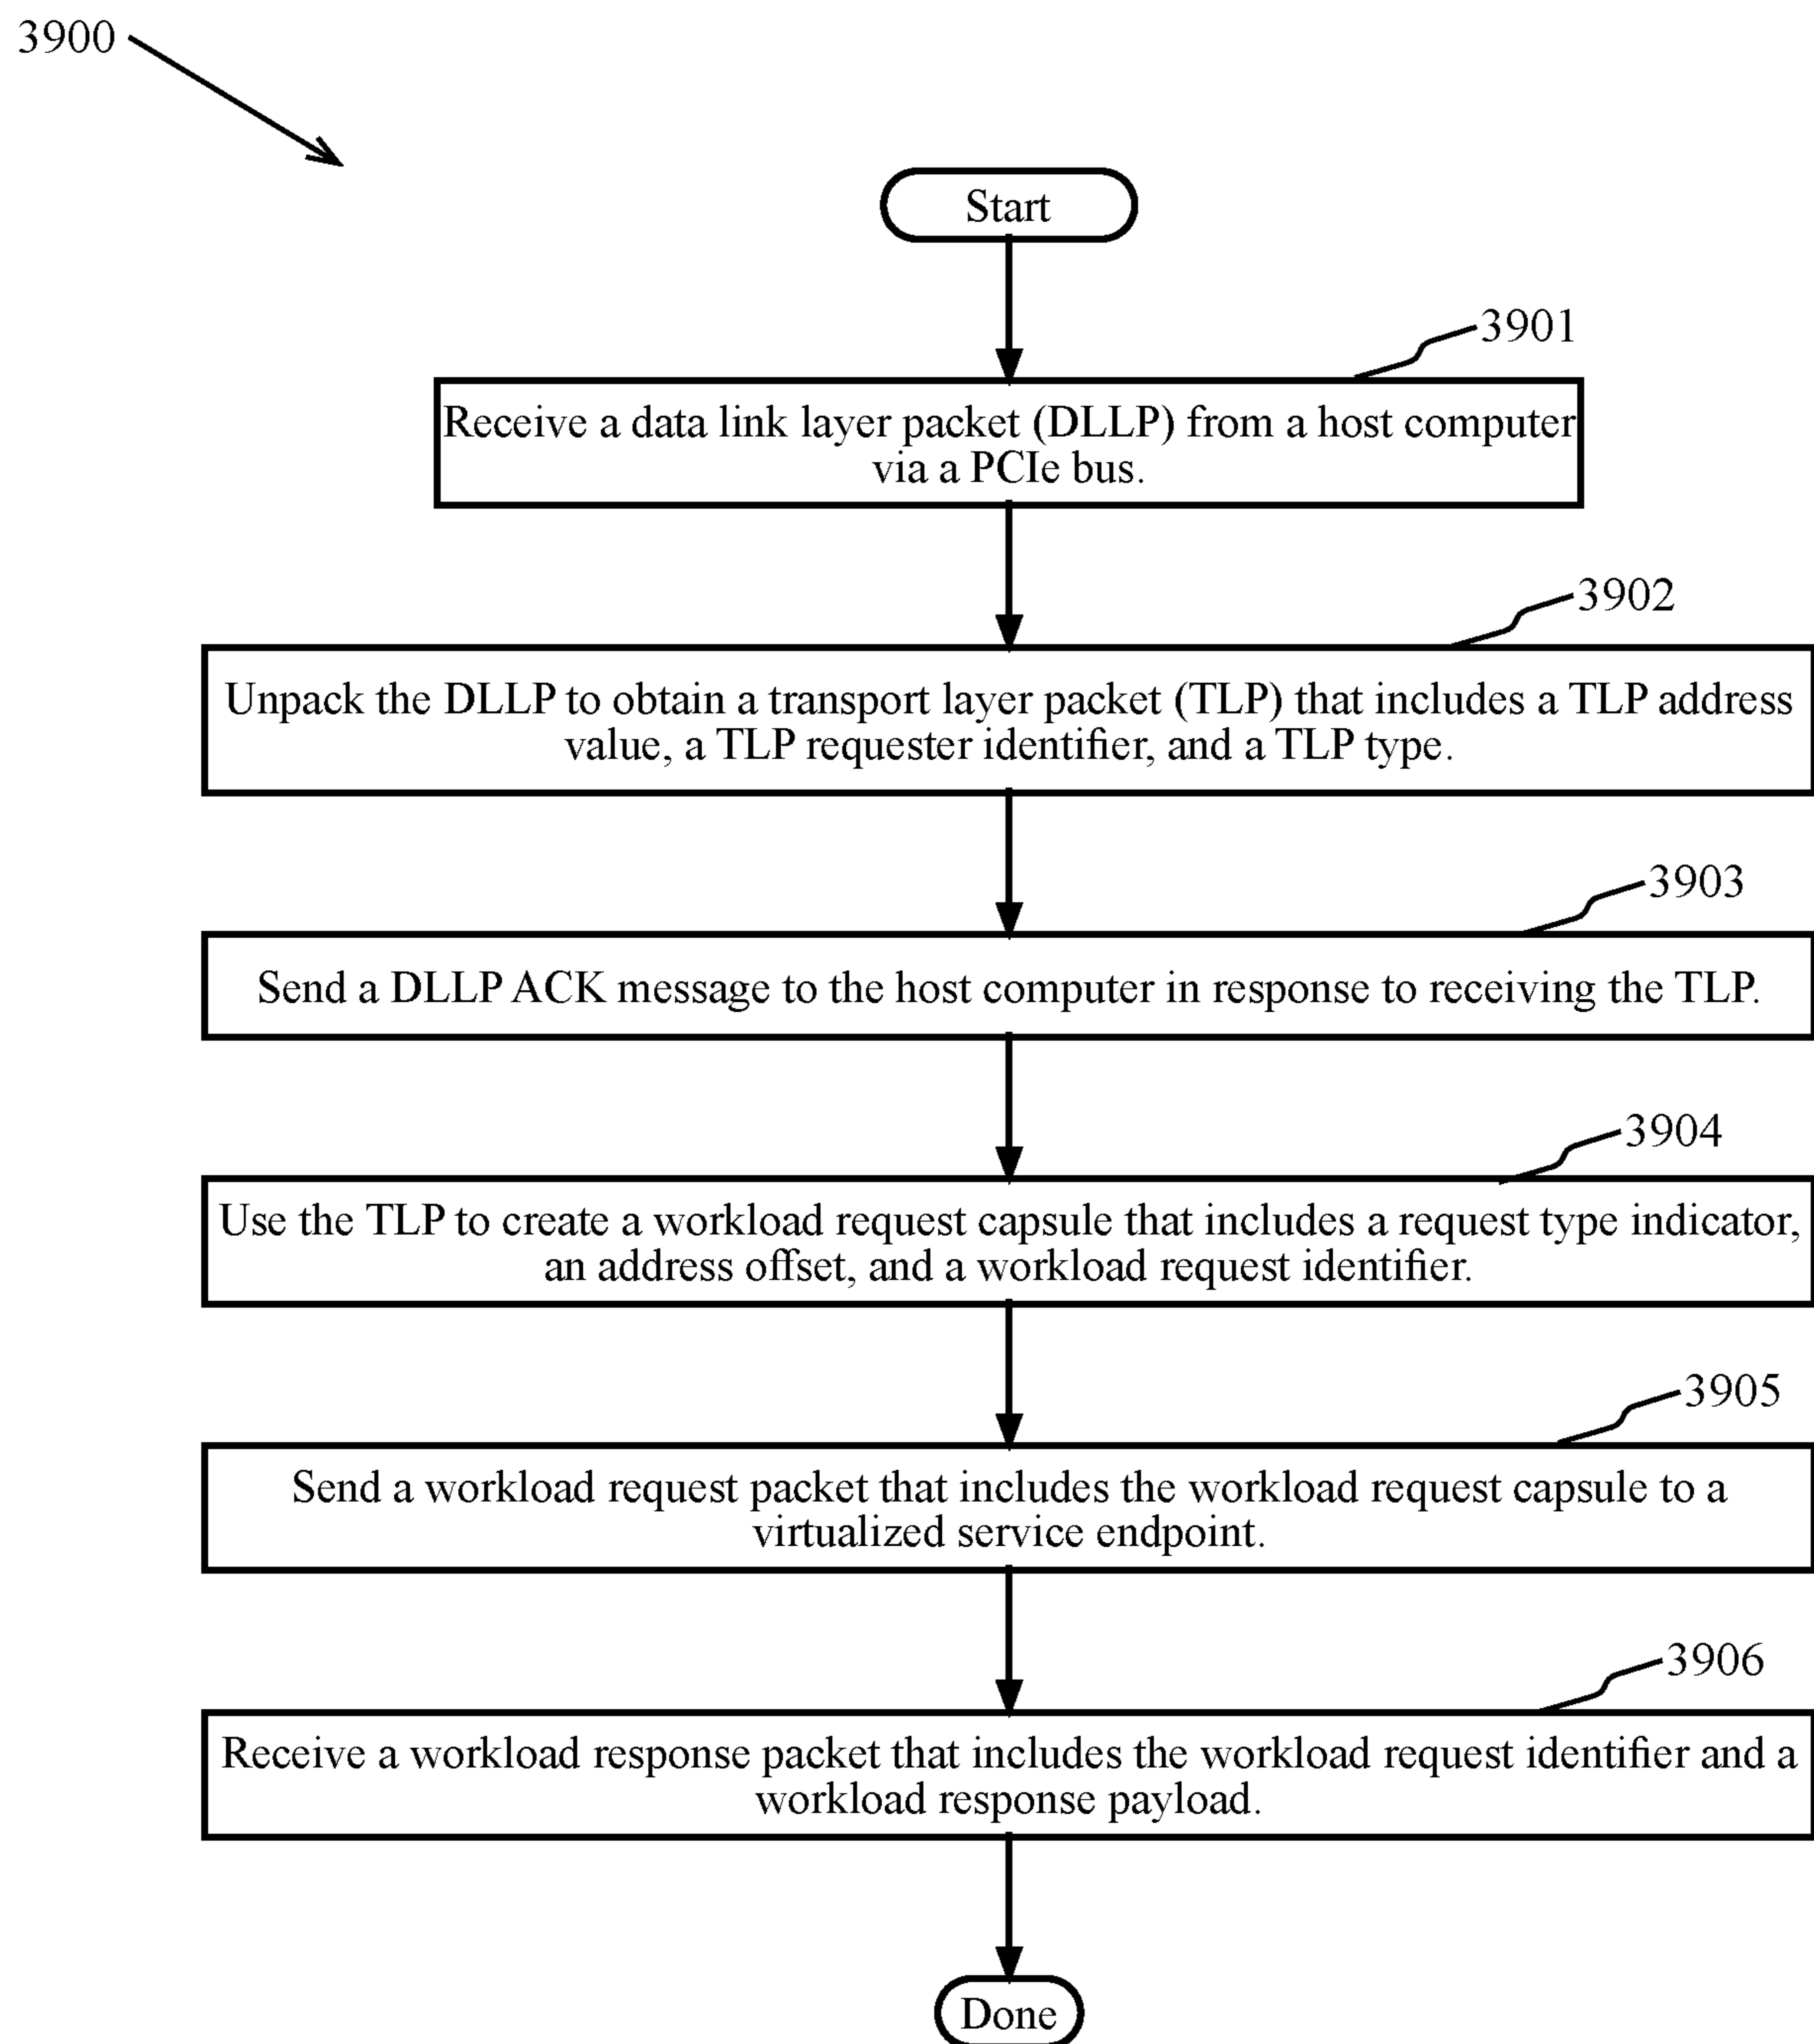 3900
Start
3901
Receive a data link layer packet (DLLP) from a host computer
via a PCIe bus.
3902
Unpack the DLLP to obtain a transport layer packet (TLP) that includes a TLP address
value, a TLP requester identifier, and a TLP type.
3903
Send a DLLP ACK message to the host computer in response to receiving the TLP.
3904
Use the TLP to create a workload request capsule that includes a request type indicator,
an address offset, and a workload request identifier.
3905
Send a workload request packet that includes the workload request capsule to a
virtualized service endpoint.
3906
Receive a workload response packet that includes the workload request identifier and a
workload response payload.
Done